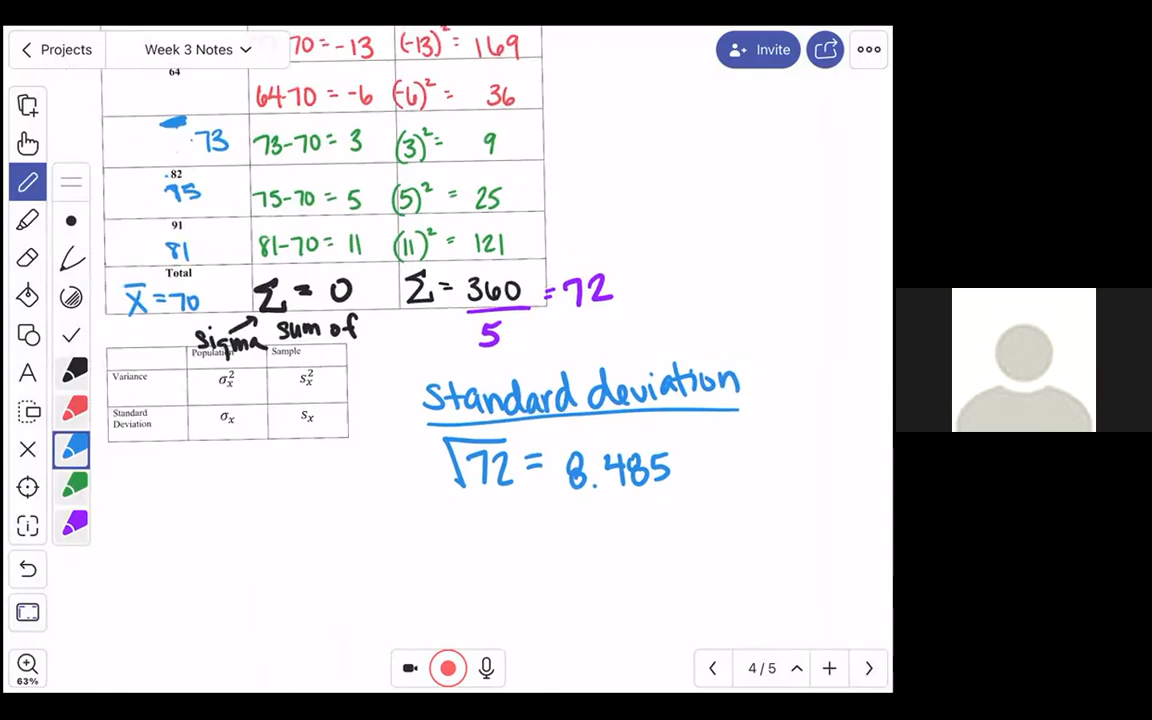 Projects
Week 3 Notes
Invite
70 = -13 (-13)² = 169
64
64-70 = -6 (-6)² = 36
73 73-70 = 3 (3)² = 9
82
75 75-70 = 5 (5)² = 25
91
81 81-70 = 11 (11)² = 121
Total
X̄ = 70 Σ = 0 Σ = 360 = 72
5
sigma sum of
Population Sample
Variance σx² sx²
Standard Deviation σx sx
standard deviation
√72 = 8.485
A
63%
4 / 5